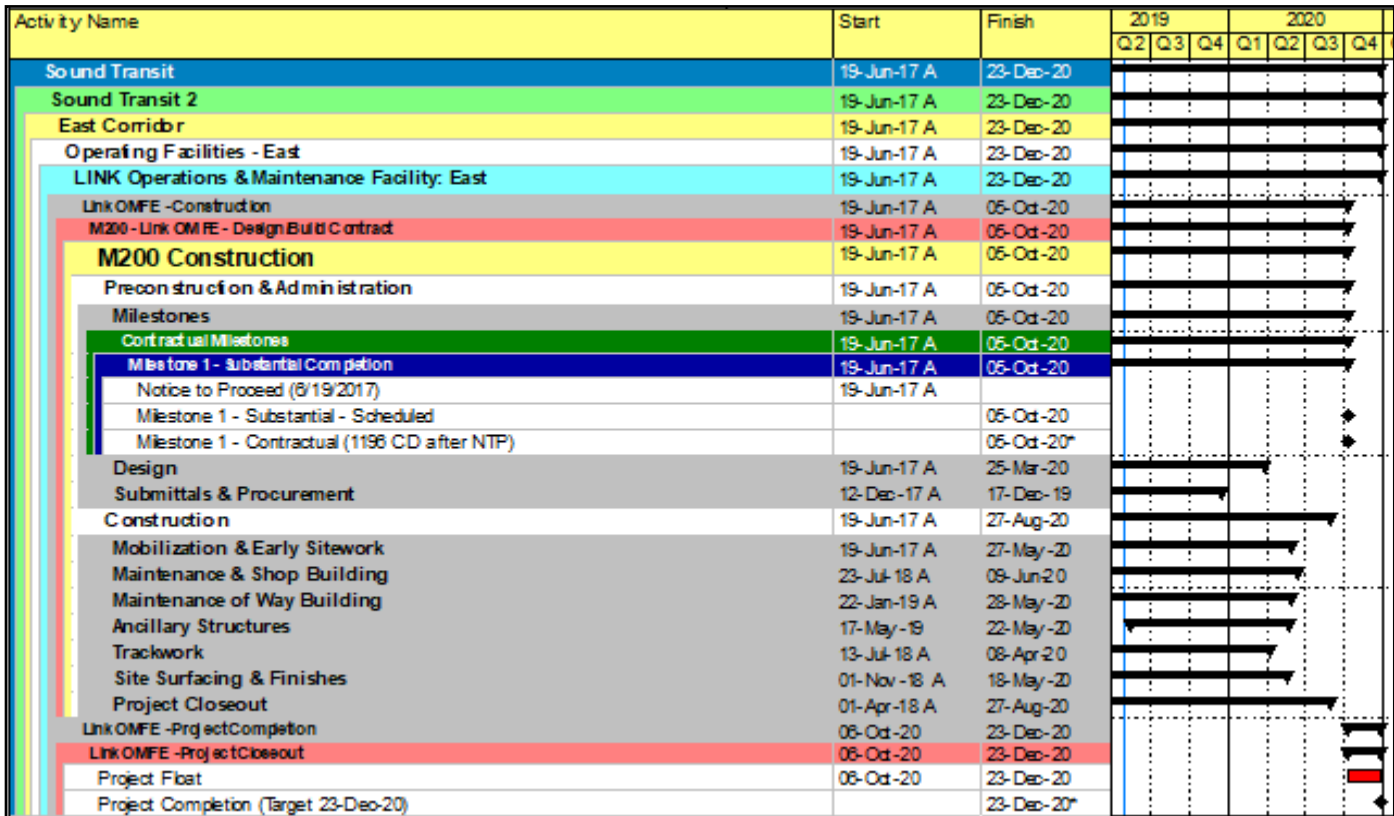 Activity Name Start Finish 2019 2020
Q2 Q3 Q4 Q1 Q2 Q3 Q4
Sound Transit 19-Jun-17 A 23-Dec-20
Sound Transit 2 19-Jun-17 A 23-Dec-20
East Corridor 19-Jun-17 A 23-Dec-20
Operating Facilities - East 19-Jun-17 A 23-Dec-20
LINK Operations & Maintenance Facility: East 19-Jun-17 A 23-Dec-20
Link OMFE - Construction 19-Jun-17 A 05-Oct-20
M200 - Link OMFE - Design/Build Contract 19-Jun-17 A 05-Oct-20
M200 Construction 19-Jun-17 A 05-Oct-20
Preconstruction & Administration 19-Jun-17 A 05-Oct-20
Milestones 19-Jun-17 A 05-Oct-20
Contractual Milestones 19-Jun-17 A 05-Oct-20
Milestone 1 - Substantial Completion 19-Jun-17 A 05-Oct-20
Notice to Proceed (6/19/2017) 19-Jun-17 A
Milestone 1 - Substantial - Scheduled 05-Oct-20
Milestone 1 - Contractual (1196 CD after NTP) 05-Oct-20*
Design 19-Jun-17 A 25-Mar-20
Submittals & Procurement 12-Dec-17 A 17-Dec-19
Construction 19-Jun-17 A 27-Aug-20
Mobilization & Early Sitework 19-Jun-17 A 27-May-20
Maintenance & Shop Building 23-Jul-18 A 09-Jun-20
Maintenance of Way Building 22-Jan-19 A 28-May-20
Ancillary Structures 17-May-19 22-May-20
Trackwork 13-Jul-18 A 08-Apr-20
Site Surfacing & Finishes 01-Nov-18 A 18-May-20
Project Closeout 01-Apr-18 A 27-Aug-20
Link OMFE - Project Completion 06-Oct-20 23-Dec-20
Link OMFE - Project Closeout 06-Oct-20 23-Dec-20
Project Float 06-Oct-20 23-Dec-20
Project Completion (Target 23-Dec-20) 23-Dec-20*